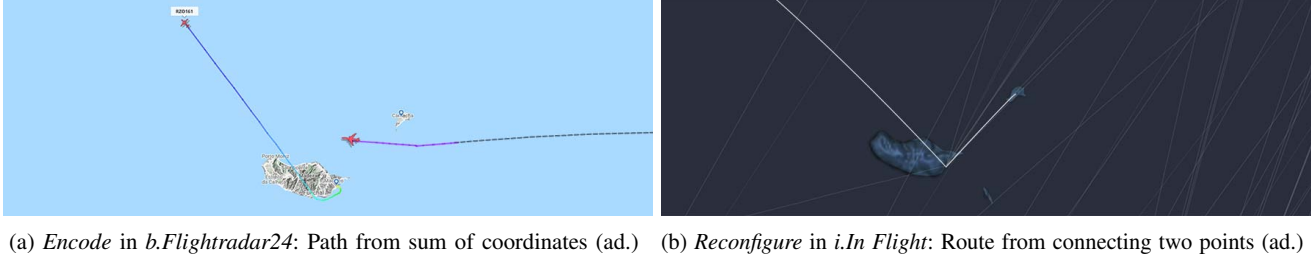 RZO161
(a) Encode in b.Flightradar24: Path from sum of coordinates (ad.)
(b) Reconfigure in i.In Flight: Route from connecting two points (ad.)